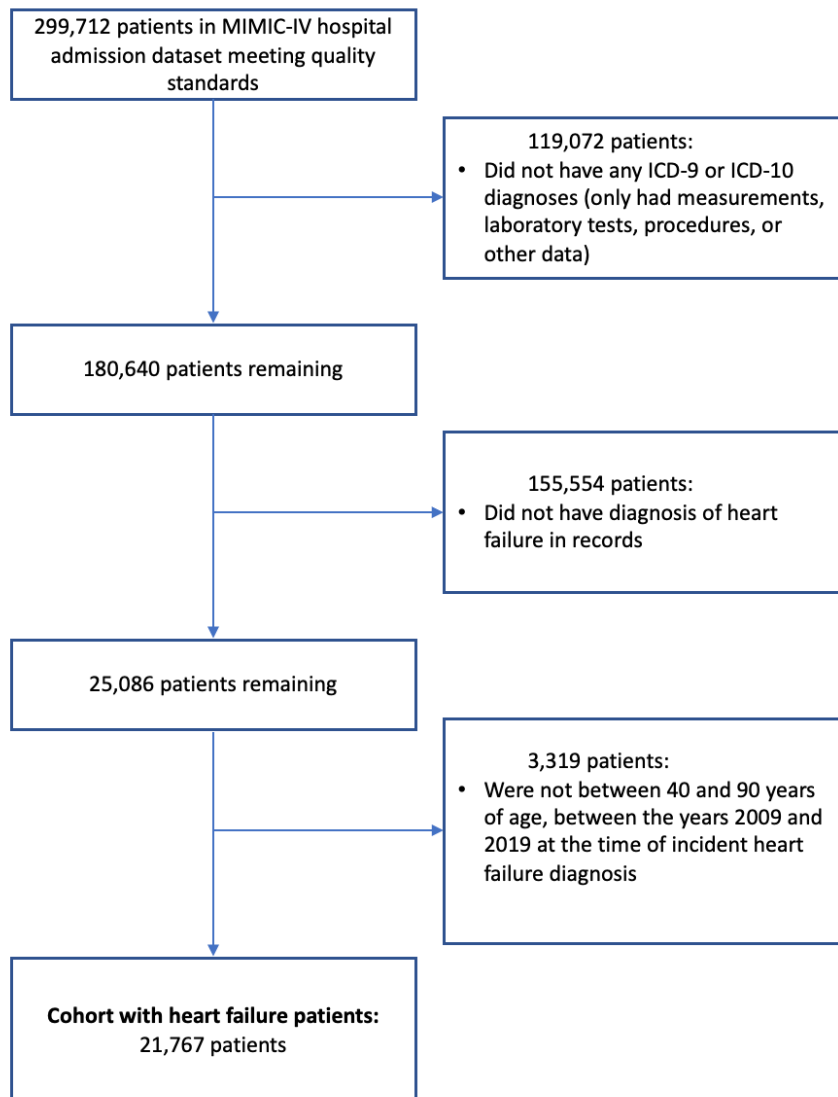 299,712 patients in MIMIC-IV hospital
admission dataset meeting quality
standards
119,072 patients:
• Did not have any ICD-9 or ICD-10
diagnoses (only had measurements,
laboratory tests, procedures, or
other data)
180,640 patients remaining
155,554 patients:
• Did not have diagnosis of heart
failure in records
25,086 patients remaining
3,319 patients:
• Were not between 40 and 90 years
of age, between the years 2009 and
2019 at the time of incident heart
failure diagnosis
Cohort with heart failure patients:
21,767 patients